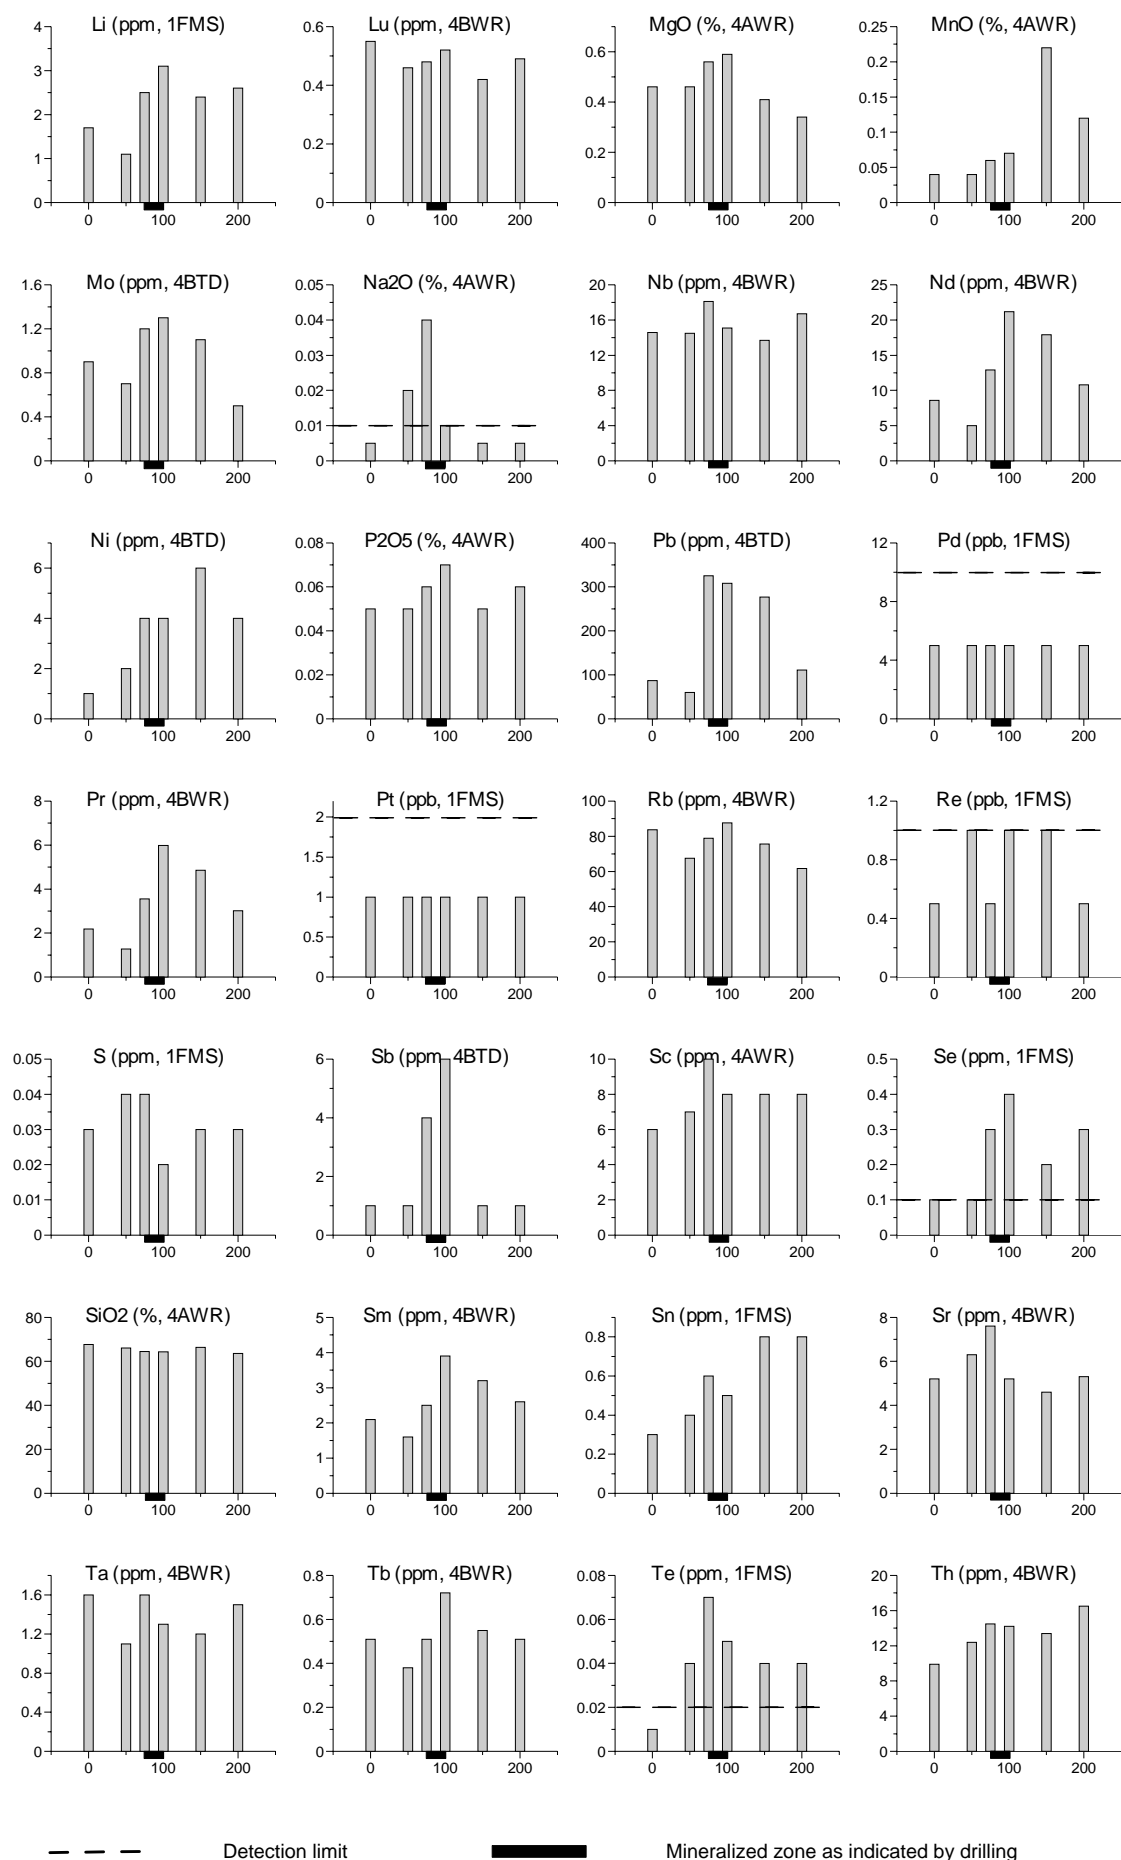 Li (ppm, 1FMS) Lu (ppm, 4BWR) MgO (%, 4AWR) MnO (%, 4AWR)
4 0.6 0.6 0.25
3 0.4 0.4 0.2
2 0.2 0.2 0.15
1 0 0 0.1
0 0.05
0
0 100 200 0 100 200 0 100 200 0 100 200
Mo (ppm, 4BTD) Na2O (%, 4AWR) Nb (ppm, 4BWR) Nd (ppm, 4BWR)
1.6 0.05 20 25
1.2 0.04 16 20
0.8 0.03 12 15
0.4 0.02 8 10
0 0.01 4 5
0 0 0
0 100 200 0 100 200 0 100 200 0 100 200
Ni (ppm, 4BTD) P2O5 (%, 4AWR) Pb (ppm, 4BTD) Pd (ppb, 1FMS)
6 0.08 400 12
4 0.06 300 8
2 0.04 200 4
0 0.02 100 0
0 0
0 100 200 0 100 200 0 100 200 0 100 200
Pr (ppm, 4BWR) Pt (ppb, 1FMS) Rb (ppm, 4BWR) Re (ppb, 1FMS)
8 2 100 1.2
6 1.5 80 0.8
4 1 60 0.4
2 0.5 40 0
0 0 20
0
0 100 200 0 100 200 0 100 200 0 100 200
S (ppm, 1FMS) Sb (ppm, 4BTD) Sc (ppm, 4AWR) Se (ppm, 1FMS)
0.05 6 10 0.5
0.04 4 8 0.4
0.03 2 6 0.3
0.02 0 4 0.2
0.01 2 0.1
0 0 0
0 100 200 0 100 200 0 100 200 0 100 200
SiO2 (%, 4AWR) Sm (ppm, 4BWR) Sn (ppm, 1FMS) Sr (ppm, 4BWR)
80 5 0.8 8
60 4 0.6 6
40 3 0.4 4
20 2 0.2 2
0 1 0 0
0
0 100 200 0 100 200 0 100 200 0 100 200
Ta (ppm, 4BWR) Tb (ppm, 4BWR) Te (ppm, 1FMS) Th (ppm, 4BWR)
1.6 0.8 0.08 20
1.2 0.6 0.06 16
0.8 0.4 0.04 12
0.4 0.2 0.02 8
0 0 0 4
0
0 100 200 0 100 200 0 100 200 0 100 200
Detection limit Mineralized zone as indicated by drilling